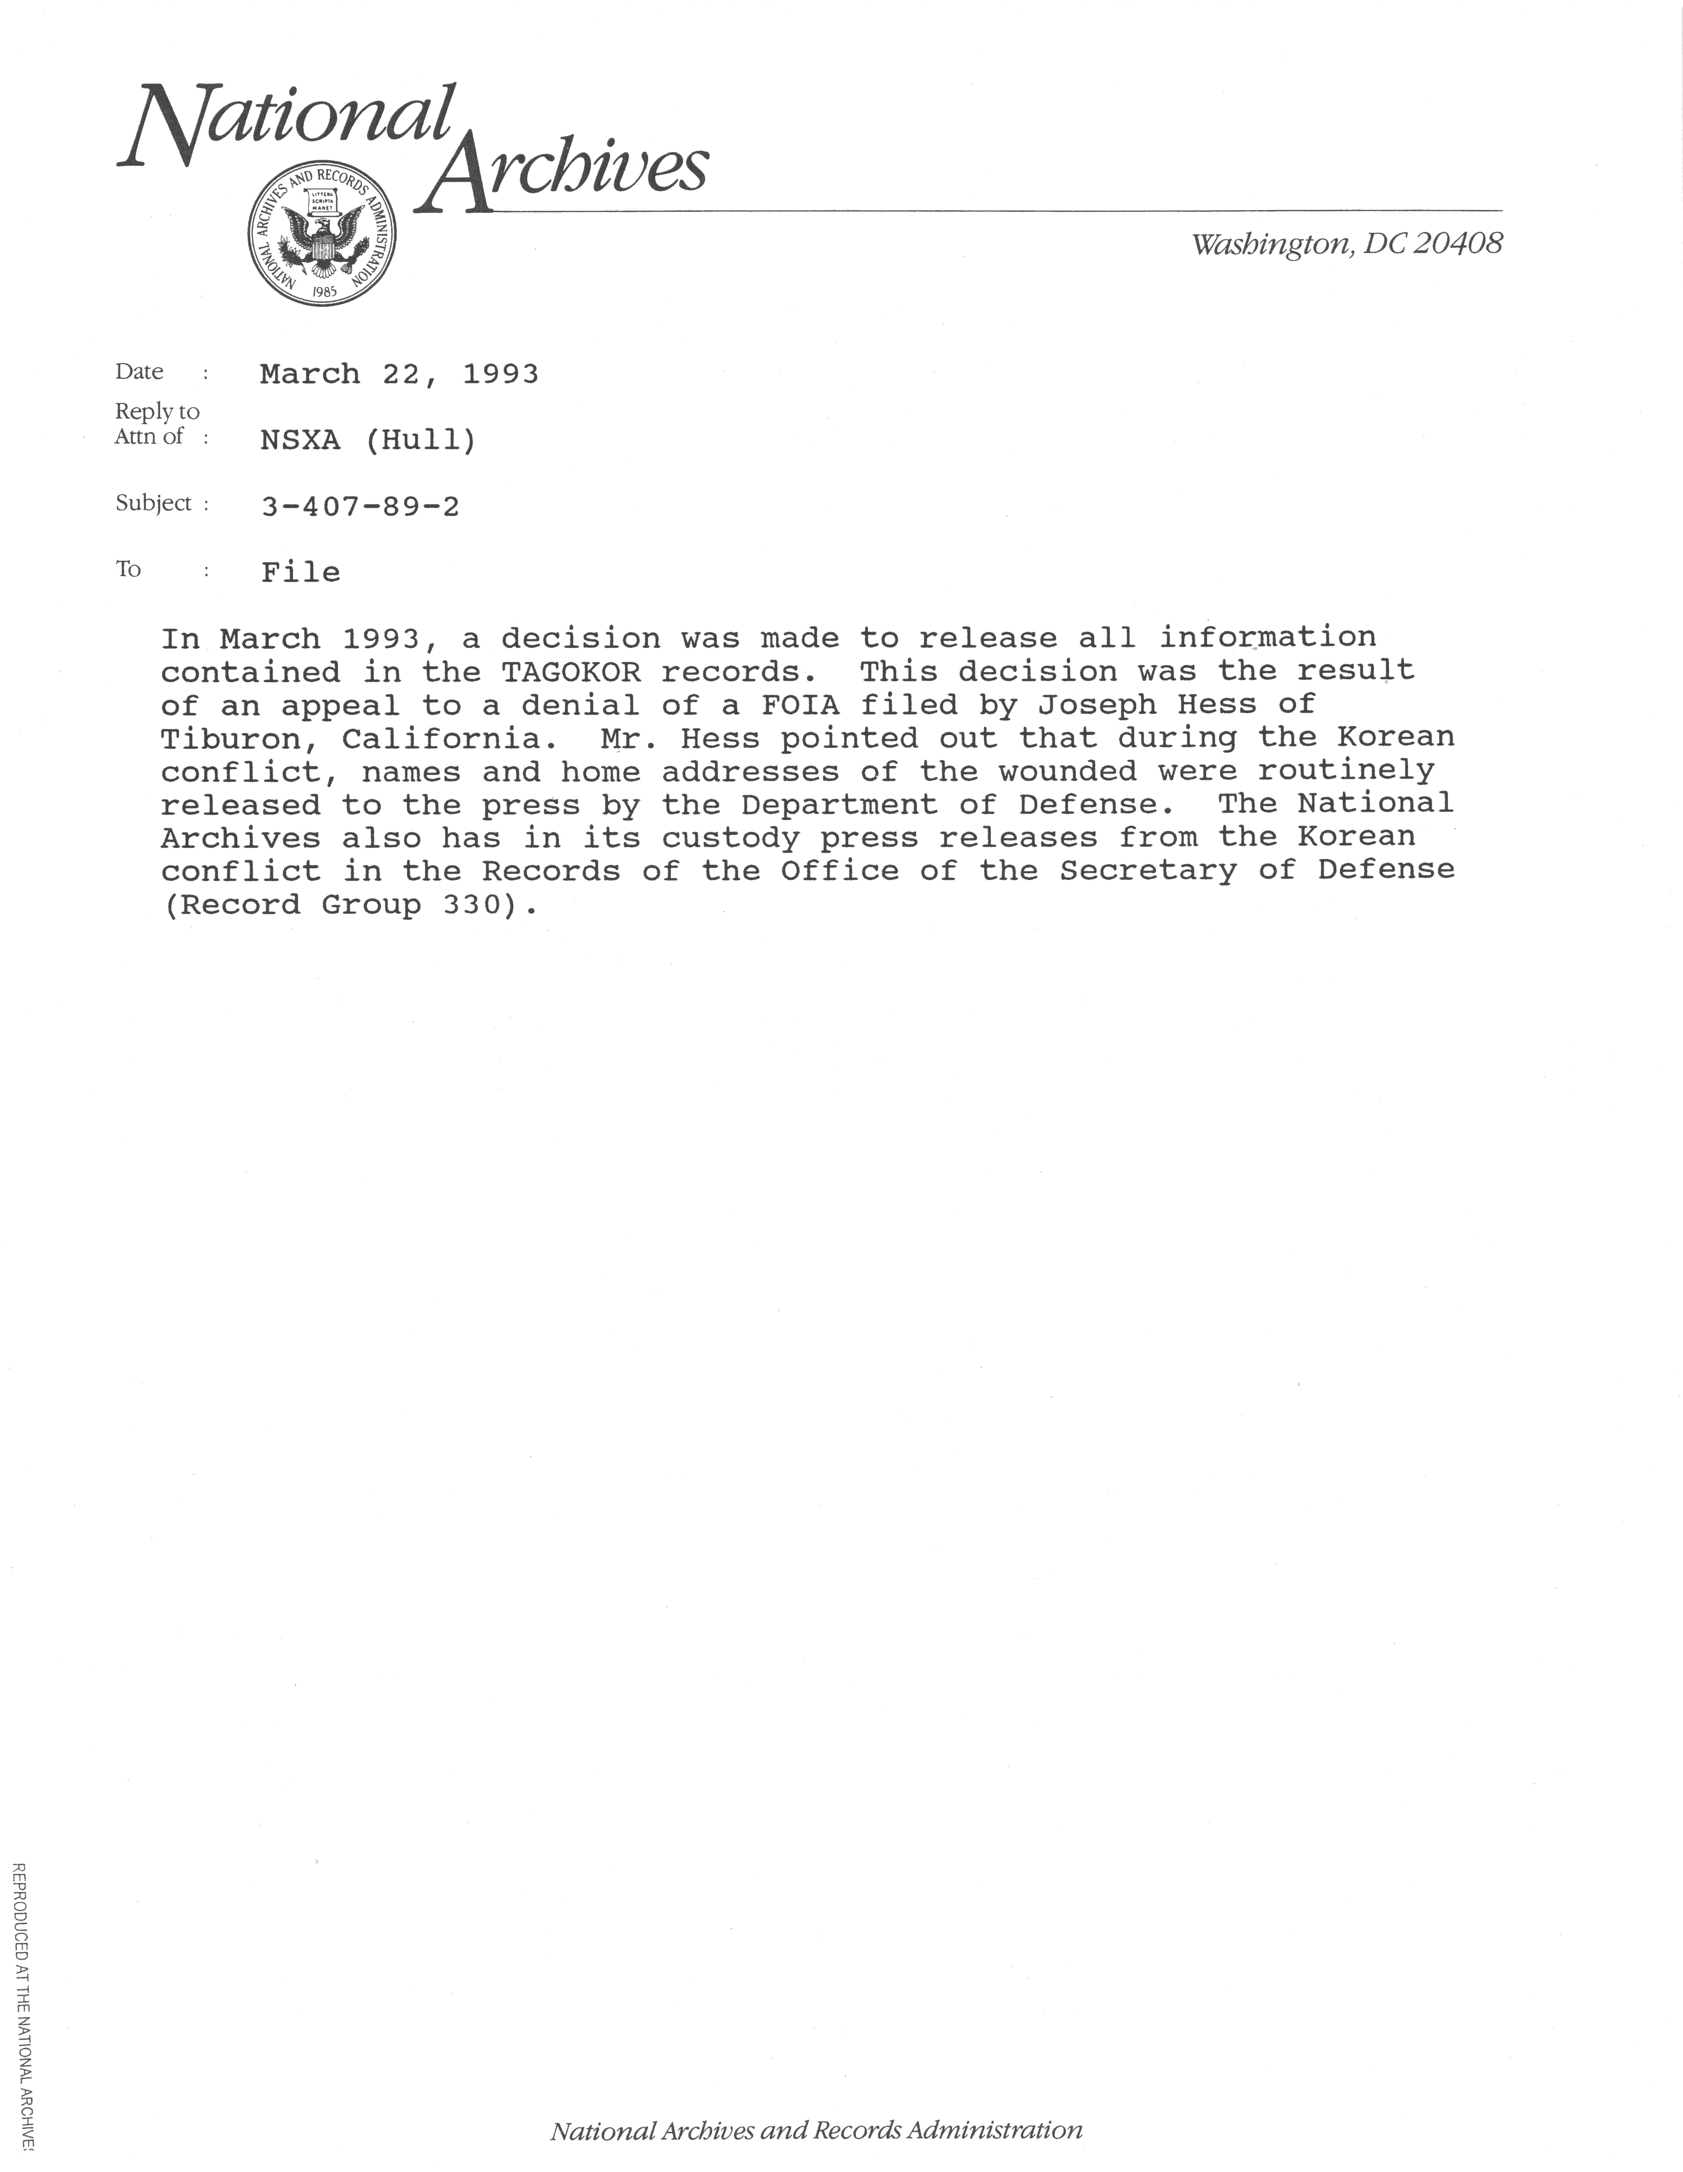 National
Archives
NATIONAL ARCHIVES AND RECORDS ADMINISTRATION
LITTERA
SCRIPTA
MANET
1985
Washington, DC 20408
Date : March 22, 1993
Reply to
Attn of : NSXA (Hull)
Subject : 3-407-89-2
To : File
In March 1993, a decision was made to release all information
contained in the TAGOKOR records. This decision was the result
of an appeal to a denial of a FOIA filed by Joseph Hess of
Tiburon, California. Mr. Hess pointed out that during the Korean
conflict, names and home addresses of the wounded were routinely
released to the press by the Department of Defense. The National
Archives also has in its custody press releases from the Korean
conflict in the Records of the Office of the Secretary of Defense
(Record Group 330).
REPRODUCED AT THE NATIONAL ARCHIVES
National Archives and Records Administration